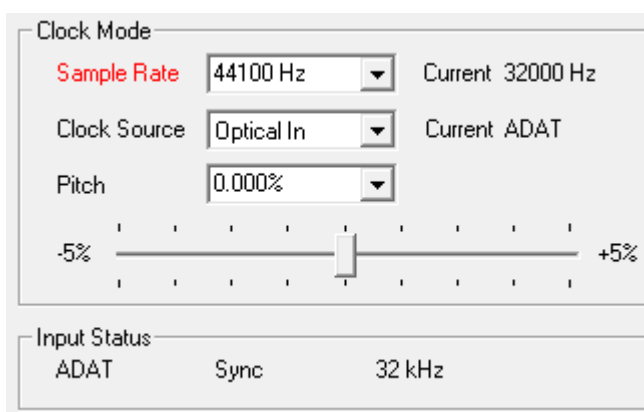 Clock Mode
Sample Rate 44100 Hz Current 32000 Hz
Clock Source Optical In Current ADAT
Pitch 0.000%
-5% +5%
Input Status
ADAT Sync 32 kHz